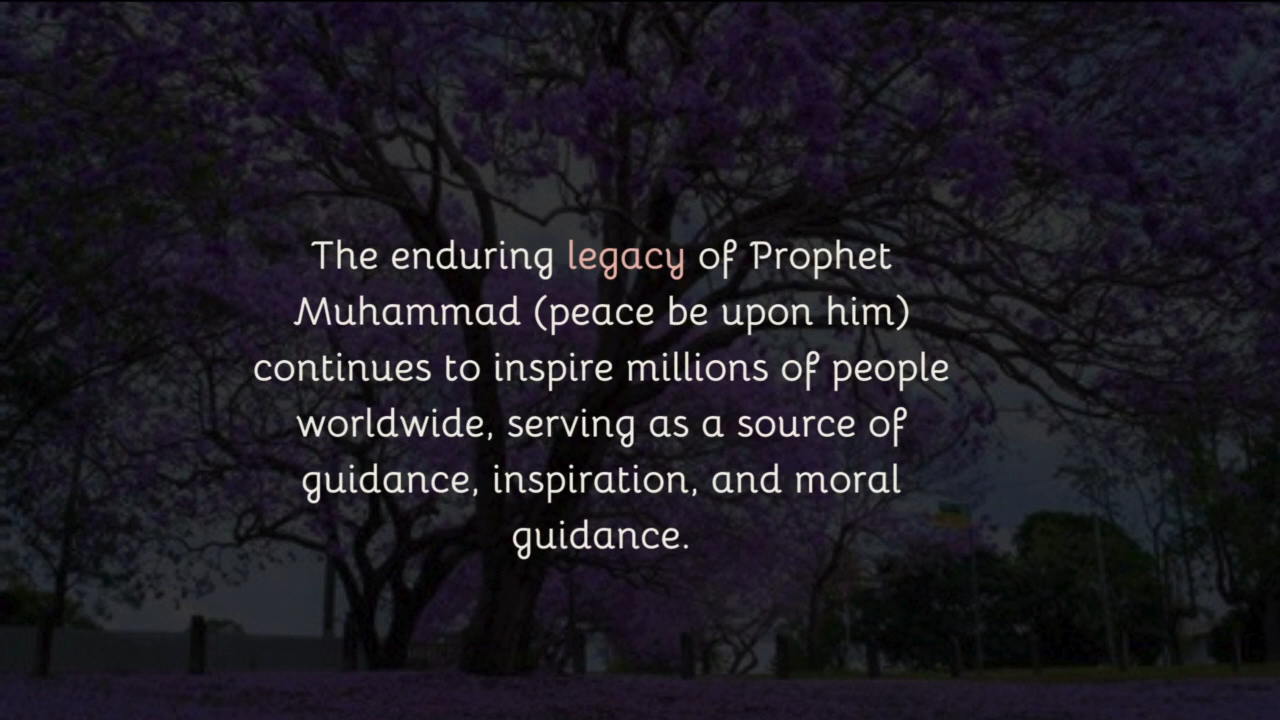 The enduring legacy of Prophet
Muhammad (peace be upon him)
continues to inspire millions of people
worldwide, serving as a source of
guidance, inspiration, and moral
guidance.